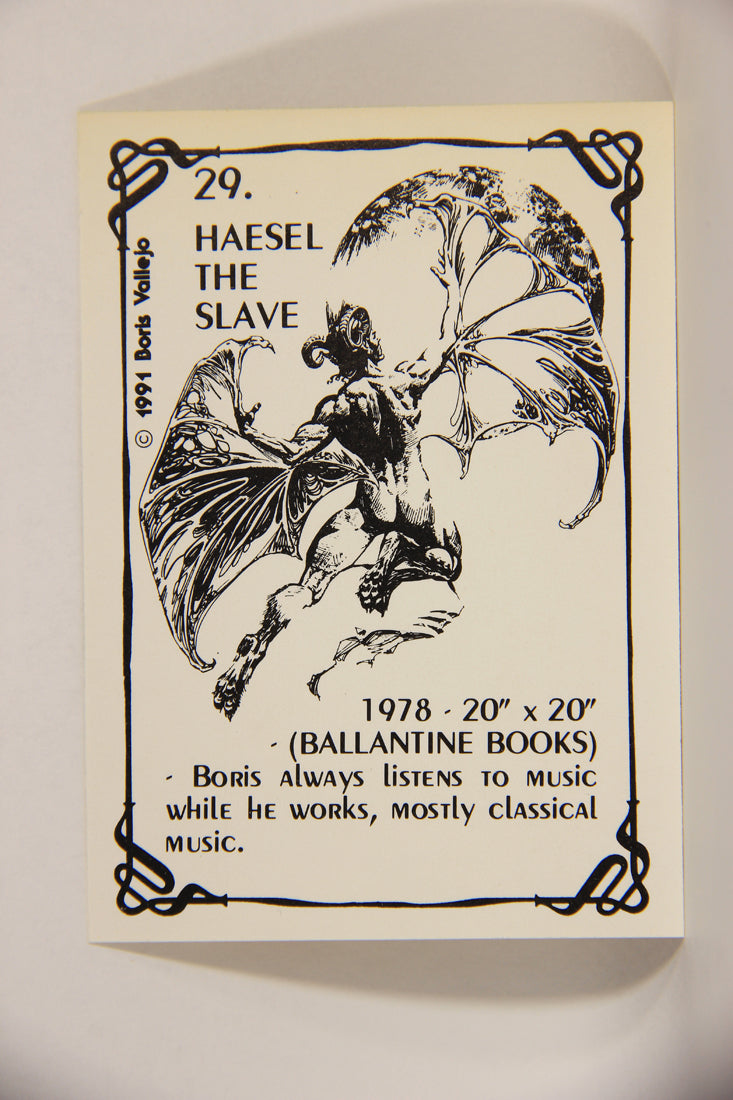 29.
HAESEL
THE
SLAVE
© 1991 Boris Vallejo
1978 - 20" x 20"
- (BALLANTINE BOOKS)
- Boris always listens to music
while he works, mostly classical
music.